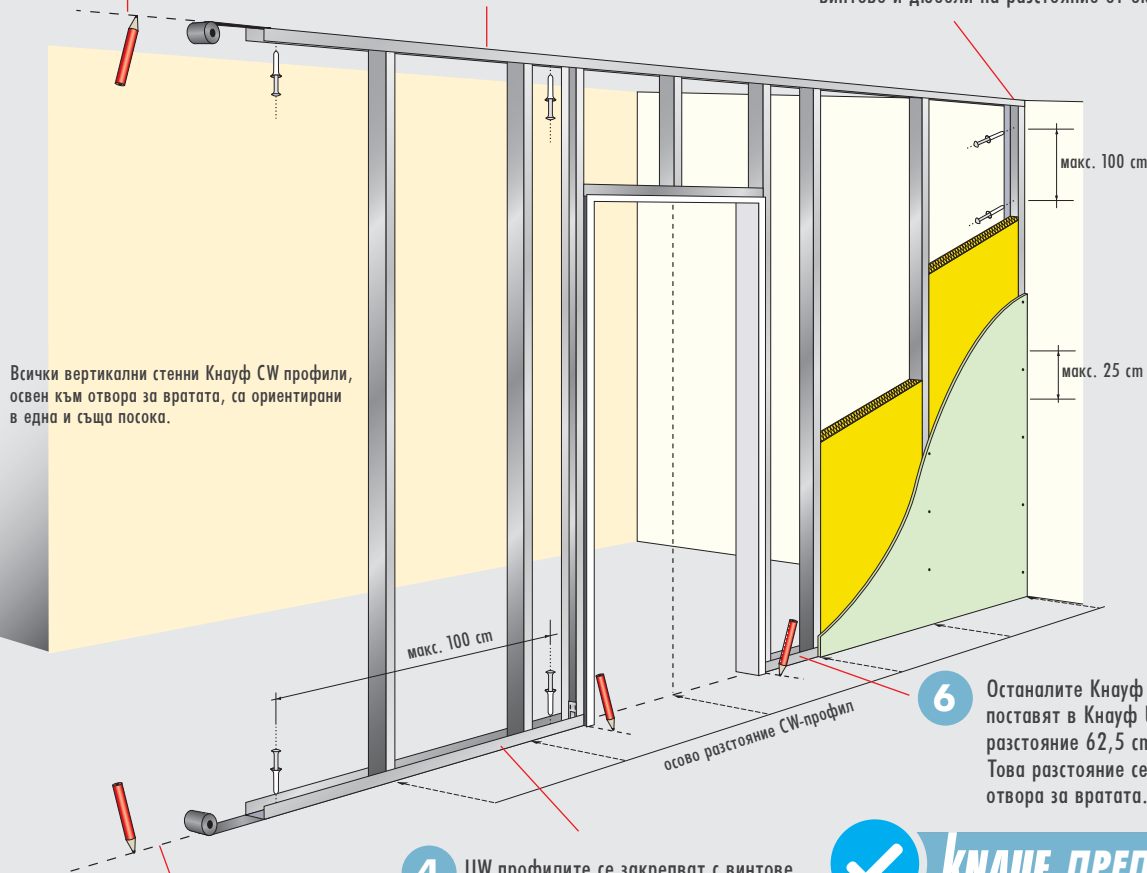 винтове и дюбели на разстояние от
макс. 100 cm
Всички вертикални стенни Кнауф CW профили,
освен към отвора за вратата, са ориентирани
в една и съща посока.
макс. 25 cm
макс. 100 cm
осово разстояние CW-профил
6
Останалите Кнауф
поставят в Кнауф
разстояние 62,5 cm
Това разстояние се
отвора за вратата.
4
UW профилите се закрепват с винтове
KNAUF